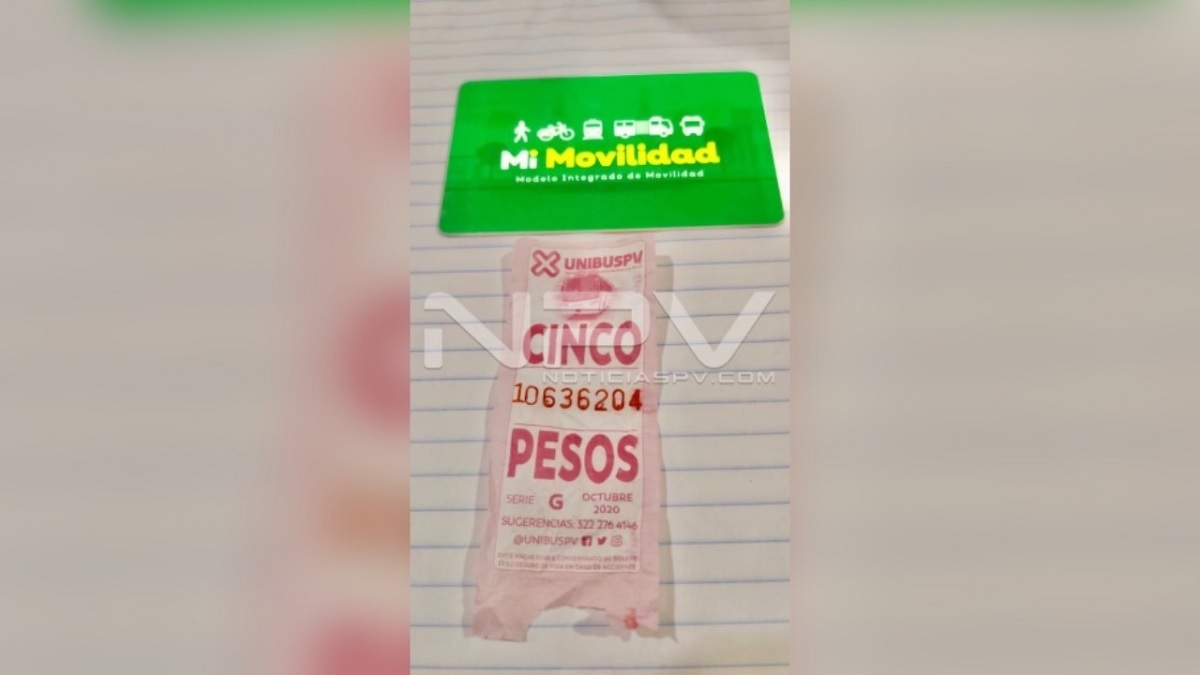 Mi Movilidad
Modelo Integrado de Movilidad
UNIBUSPV
CINCO
NPV
NOTICIASPV.COM
10636204
PESOS
SERIE G OCTUBRE 2020
SUGERENCIAS: 322 276 4146
@UNIBUSPV